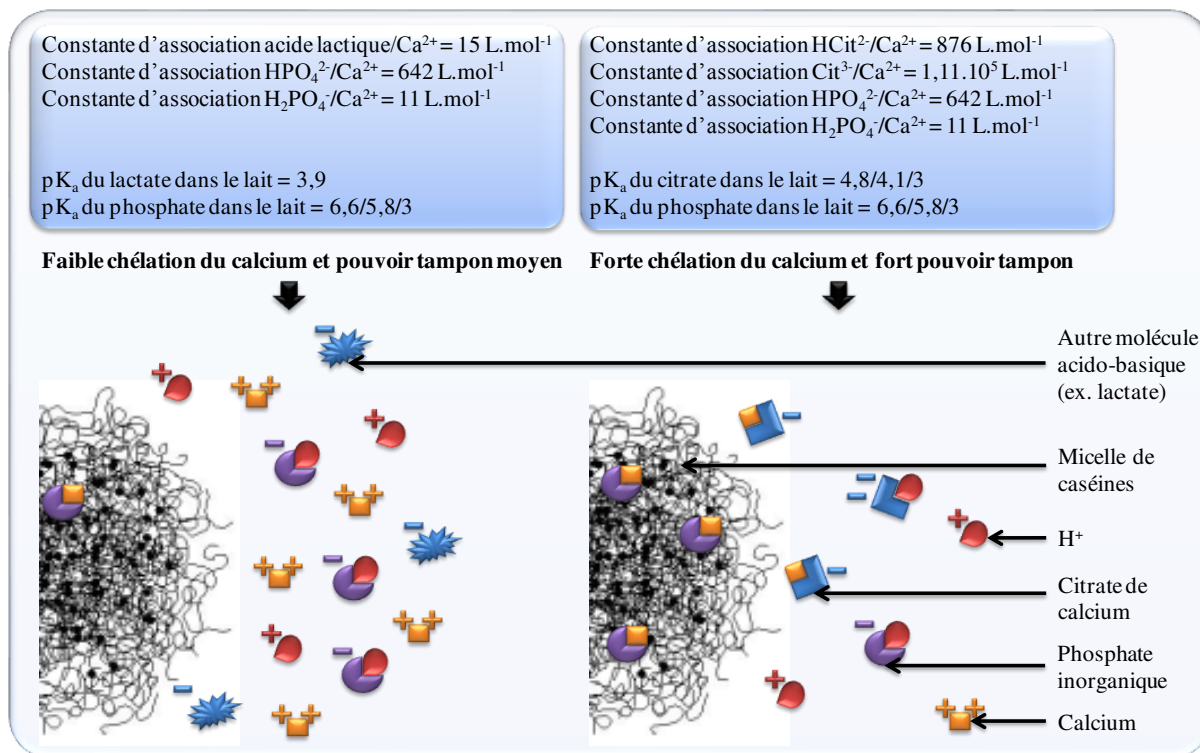 Constante d'association acide lactique/Ca²⁺ = 15 L.mol⁻¹
Constante d'association HPO₄²⁻/Ca²⁺ = 642 L.mol⁻¹
Constante d'association H₂PO₄⁻/Ca²⁺ = 11 L.mol⁻¹
pKₐ du lactate dans le lait = 3,9
pKₐ du phosphate dans le lait = 6,6/5,8/3
Constante d'association HCit²⁻/Ca²⁺ = 876 L.mol⁻¹
Constante d'association Cit³⁻/Ca²⁺ = 1,11.10⁵ L.mol⁻¹
Constante d'association HPO₄²⁻/Ca²⁺ = 642 L.mol⁻¹
Constante d'association H₂PO₄⁻/Ca²⁺ = 11 L.mol⁻¹
pKₐ du citrate dans le lait = 4,8/4,1/3
pKₐ du phosphate dans le lait = 6,6/5,8/3
Faible chélation du calcium et pouvoir tampon moyen
Forte chélation du calcium et fort pouvoir tampon
Autre molécule
acido-basique
(ex. lactate)
Micelle de
caséines
H⁺
Citrate de
calcium
Phosphate
inorganique
Calcium